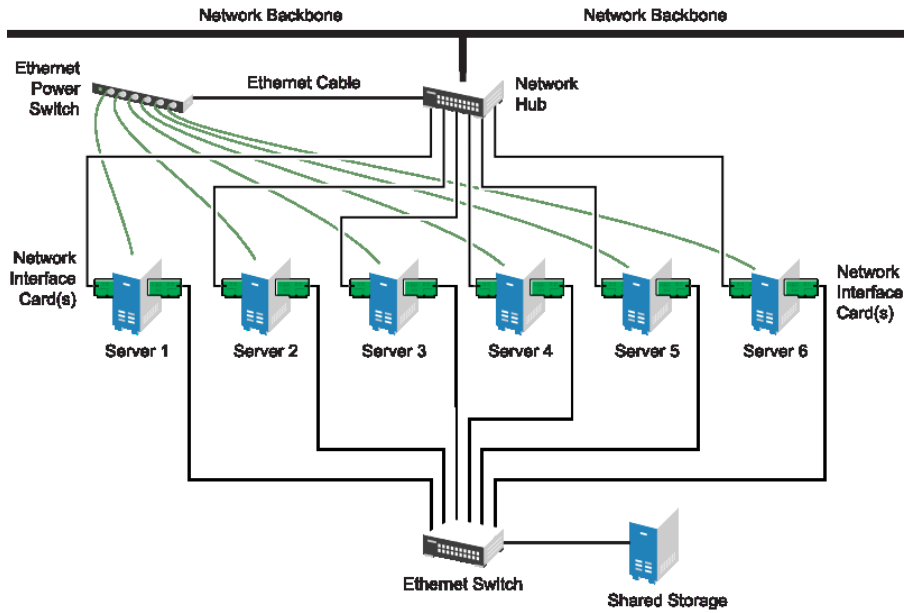 Network Backbone
Network Backbone
Ethernet
Power
Switch
Ethernet Cable
Network
Hub
Network
Interface
Card(s)
Network
Interface
Card(s)
Server 1
Server 2
Server 3
Server 4
Server 5
Server 6
Ethernet Switch
Shared Storage